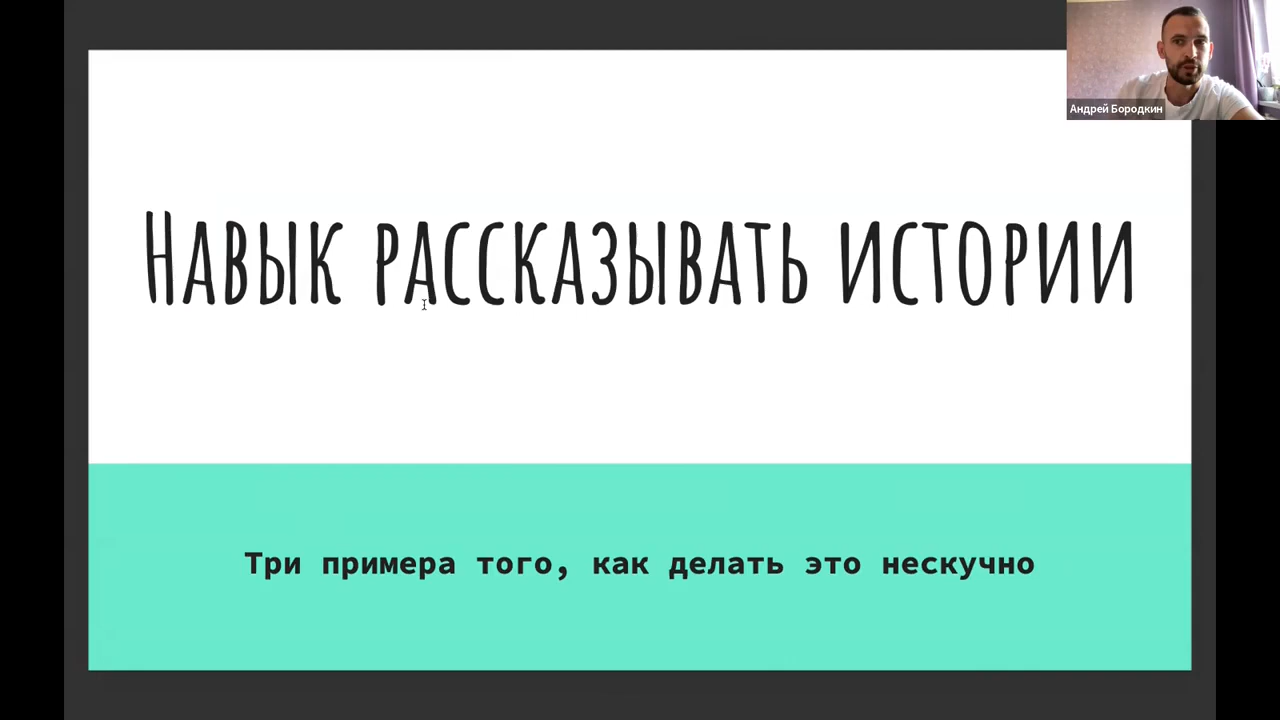 Андрей Бородкин
Навык рассказывать истории
Три примера того, как делать это нескучно